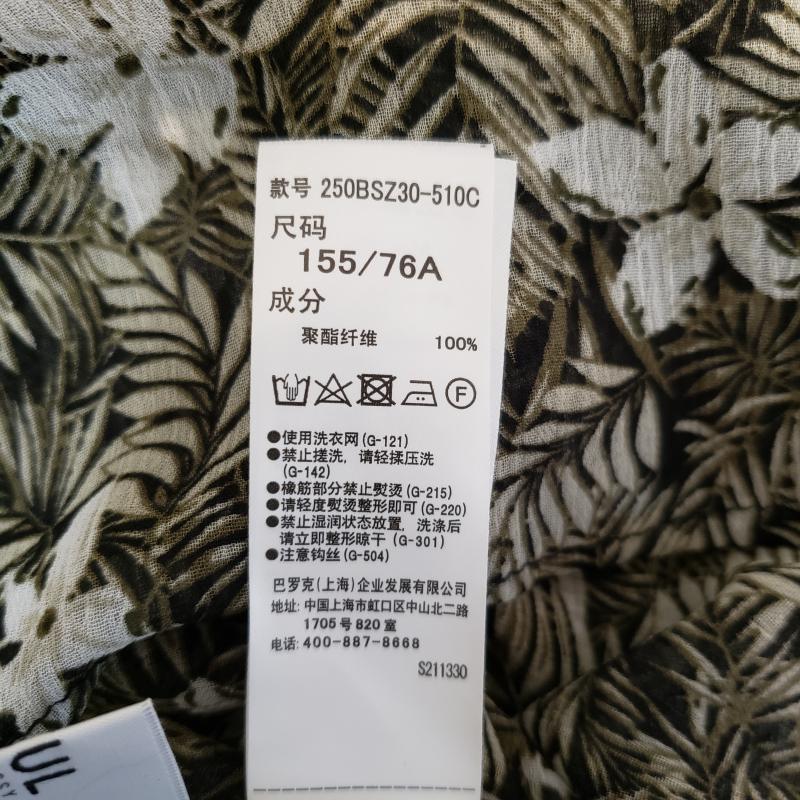 款号 250BSZ30-510C
尺码
155/76A
成分
聚酯纤维 100%
F
●使用洗衣网(G-121)
●禁止搓洗，请轻揉压洗
(G-142)
●橡筋部分禁止熨烫(G-215)
●请轻度熨烫整形即可(G-220)
●禁止湿润状态放置，洗涤后
请立即整形晾干(G-301)
●注意钩丝(G-504)
巴罗克(上海)企业发展有限公司
地址: 中国上海市虹口区中山北二路
1705号820室
电话: 400-887-8668
S211330
UL
SSY